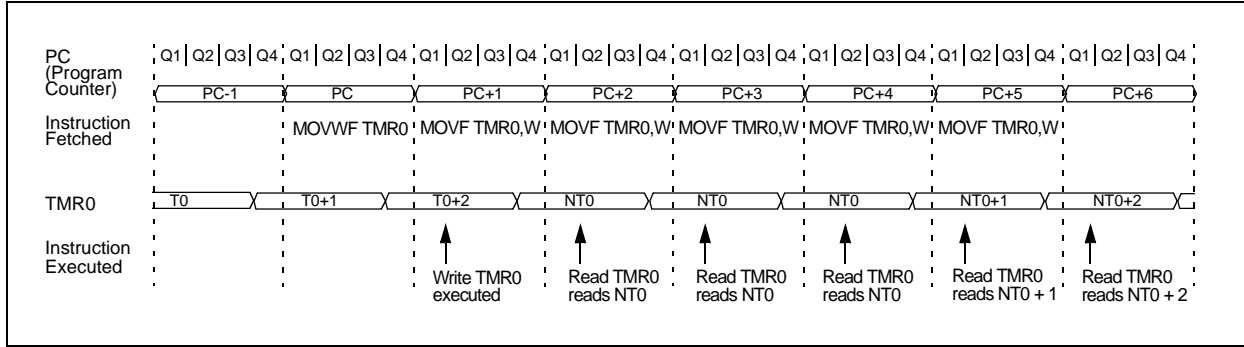 PC
(Program
Counter)
Q1 Q2 Q3 Q4 Q1 Q2 Q3 Q4 Q1 Q2 Q3 Q4 Q1 Q2 Q3 Q4 Q1 Q2 Q3 Q4 Q1 Q2 Q3 Q4 Q1 Q2 Q3 Q4 Q1 Q2 Q3 Q4
PC-1 PC PC+1 PC+2 PC+3 PC+4 PC+5 PC+6
Instruction
Fetched
MOVWF TMR0 MOVF TMR0,W MOVF TMR0,W MOVF TMR0,W MOVF TMR0,W MOVF TMR0,W
TMR0
T0 T0+1 T0+2 NT0 NT0 NT0 NT0+1 NT0+2
Instruction
Executed
Write TMR0
executed
Read TMR0
reads NT0
Read TMR0
reads NT0
Read TMR0
reads NT0
Read TMR0
reads NT0 + 1
Read TMR0
reads NT0 + 2